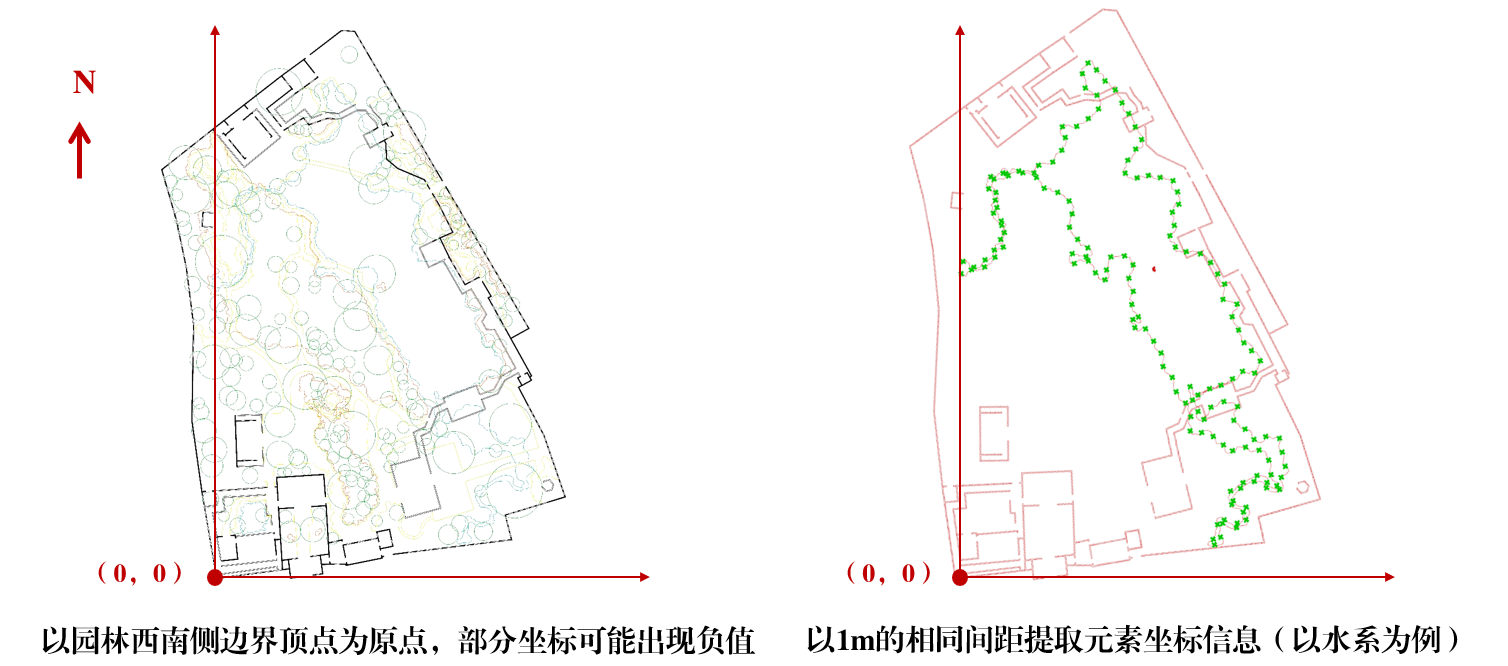 N
（0，0）
（0，0）
以园林西南侧边界顶点为原点，部分坐标可能出现负值
以1m的相同间距提取元素坐标信息（以水系为例）